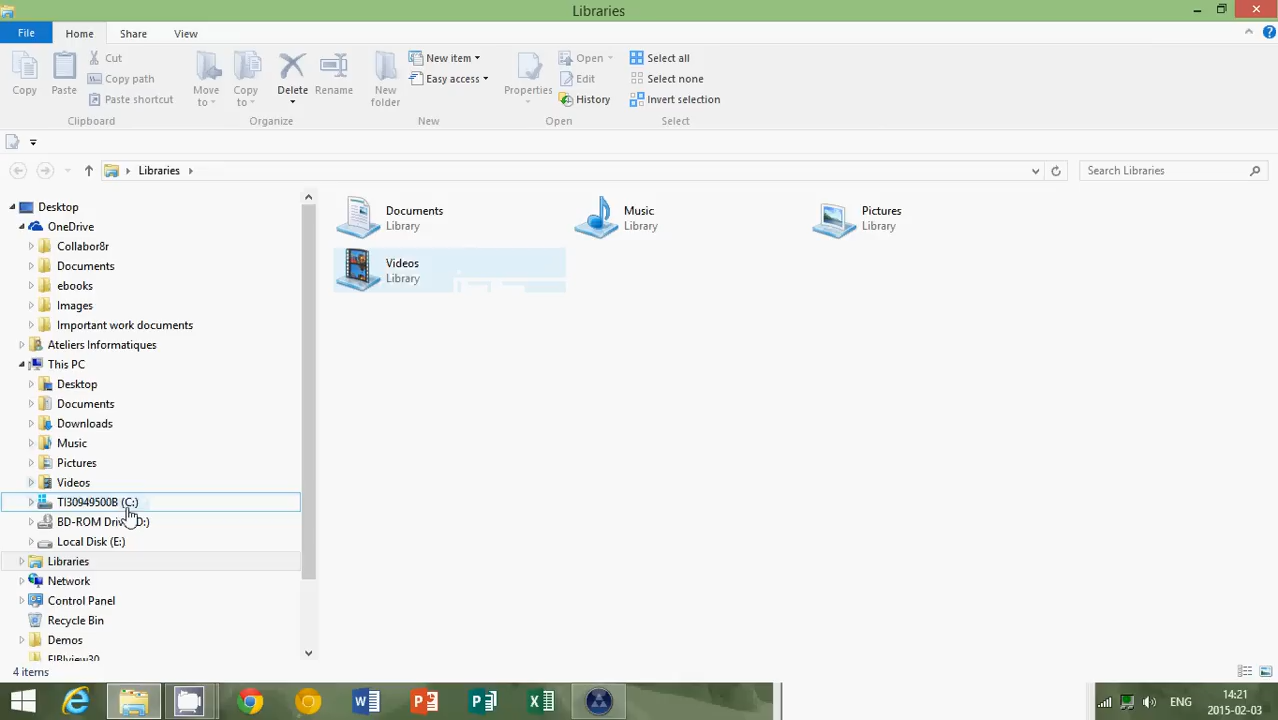 Libraries
File Home Share View
Copy
Paste
Cut
Copy path
Paste shortcut
Clipboard
Move to
Copy to
Delete
Rename
Organize
New folder
New item
Easy access
New
Properties
Open
Edit
History
Open
Select all
Select none
Invert selection
Select
Libraries
Search Libraries
Desktop
OneDrive
Collabor8r
Documents
ebooks
Images
Important work documents
Ateliers Informatiques
This PC
Desktop
Documents
Downloads
Music
Pictures
Videos
TI30949500B (C:)
BD-ROM
Local Disk (E:)
Libraries
Network
Control Panel
Recycle Bin
Demos
Documents
Library
Music
Library
Pictures
Library
Videos
Library
4 items
ENG
14:21
2015-02-03